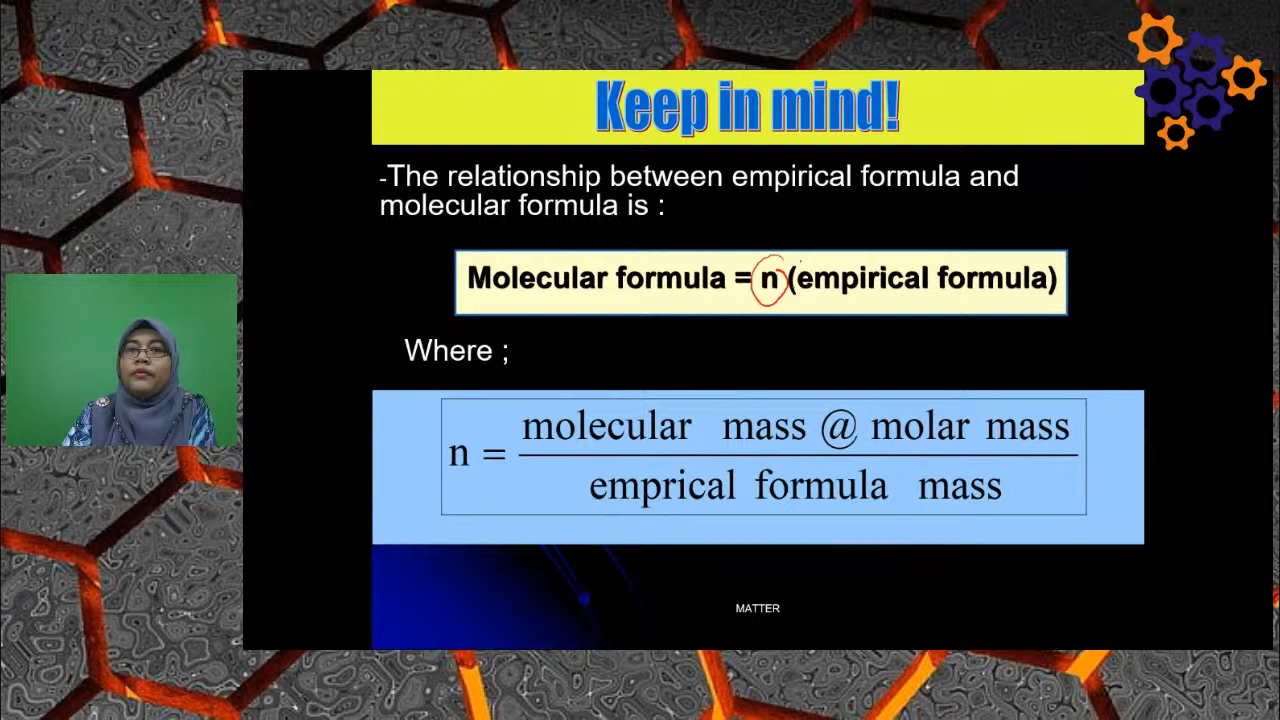 Keep in mind!
-The relationship between empirical formula and
molecular formula is :
Molecular formula = n (empirical formula)
Where ;
n = molecular mass @ molar mass
emprical formula mass
MATTER